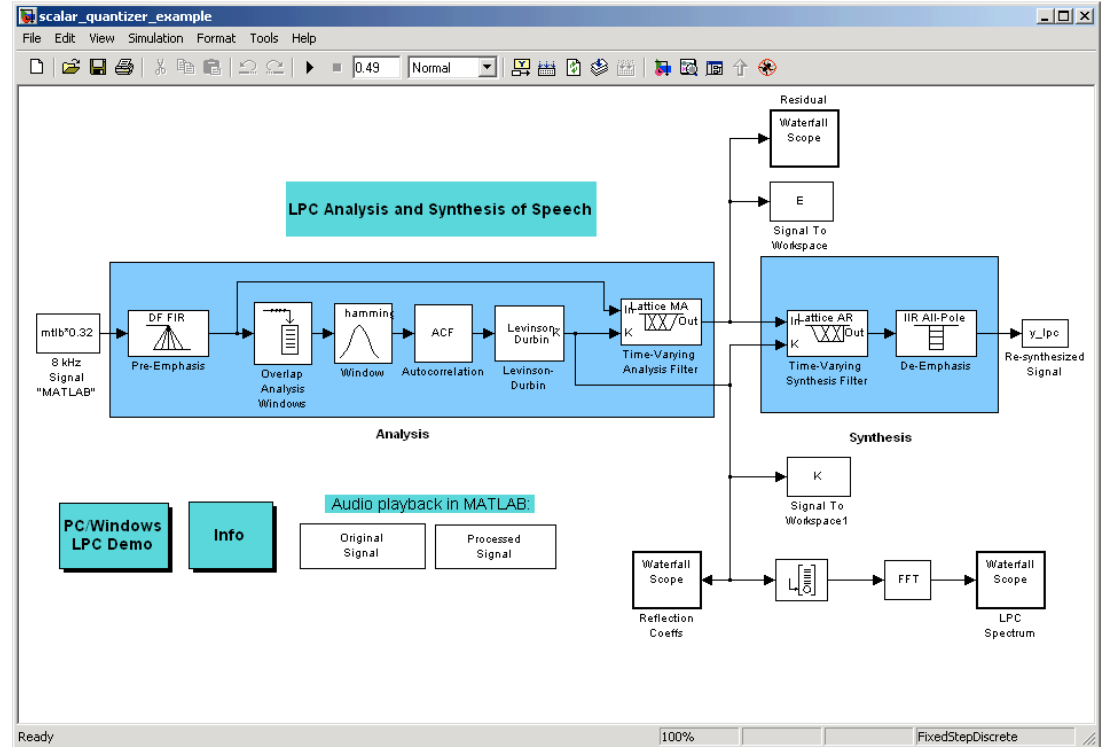 scalar_quantizer_example
File Edit View Simulation Format Tools Help
0.49 Normal
Residual
Waterfall
Scope
LPC Analysis and Synthesis of Speech
E
Signal To
Workspace
mtlb*0.32
8 kHz
Signal
"MATLAB"
DF FIR
Pre-Emphasis
Overlap
Analysis
Windows
hamming
Window
ACF
Autocorrelation
Levinson-
Durbin
K
Levinson-
Durbin
In
Lattice MA
Out
K
Time-Varying
Analysis Filter
In
Lattice AR
Out
K
Time-Varying
Synthesis Filter
IIR All-Pole
De-Emphasis
y_lpc
Re-synthesized
Signal
Analysis
Synthesis
K
Signal To
Workspace1
PC/Windows
LPC Demo
Info
Audio playback in MATLAB:
Original
Signal
Processed
Signal
Waterfall
Scope
Reflection
Coeffs
FFT
Waterfall
Scope
LPC
Spectrum
Ready 100% FixedStepDiscrete